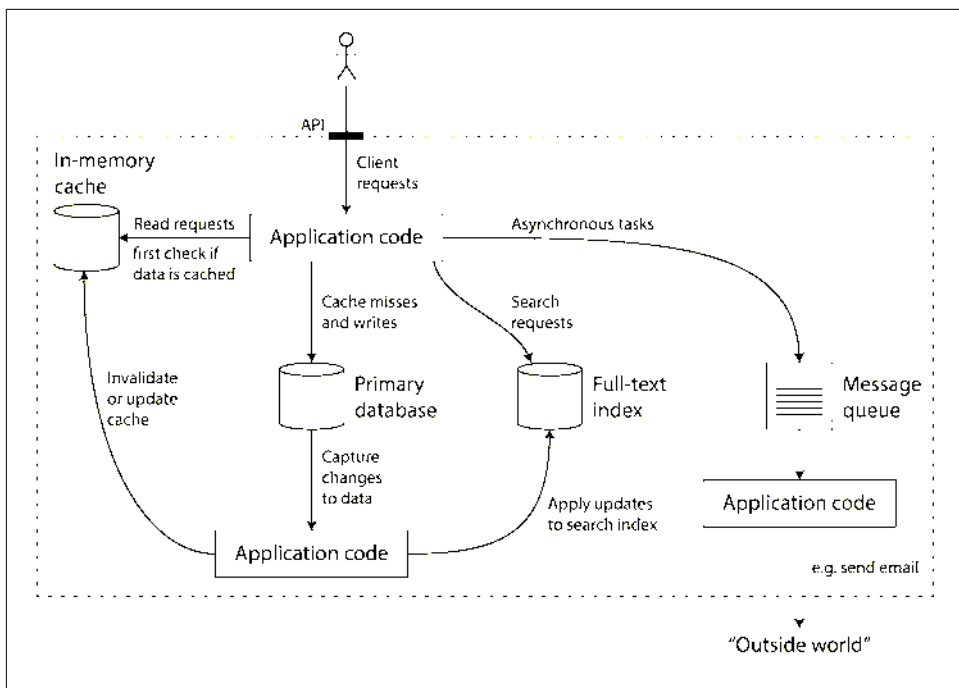 API
Client
requests
In-memory
cache
Read requests
first check if
data is cached
Application code
Asynchronous tasks
Cache misses
and writes
Search
requests
Invalidate
or update
cache
Primary
database
Full-text
index
Message
queue
Capture
changes
to data
Apply updates
to search index
Application code
Application code
e.g. send email
“Outside world”